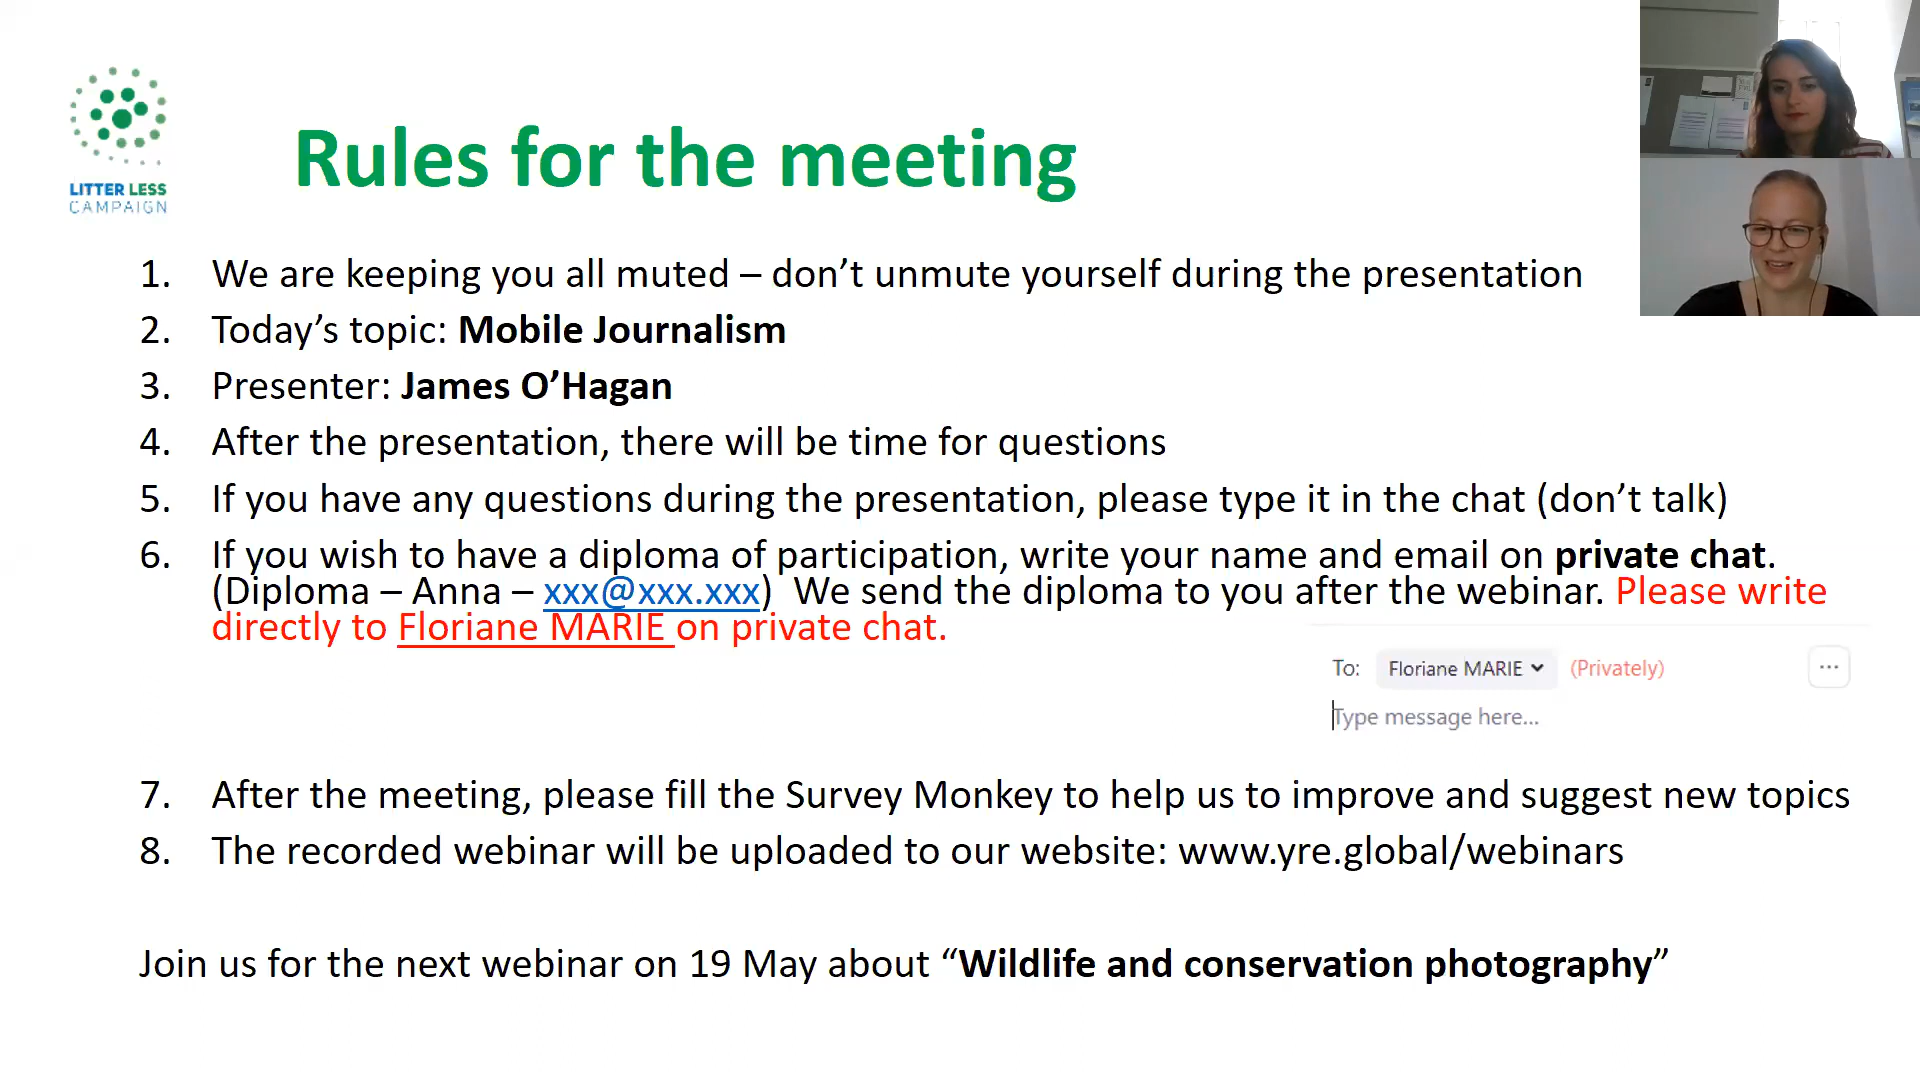 LITTER LESS
CAMPAIGN
Rules for the meeting
1. We are keeping you all muted – don’t unmute yourself during the presentation
2. Today’s topic: Mobile Journalism
3. Presenter: James O’Hagan
4. After the presentation, there will be time for questions
5. If you have any questions during the presentation, please type it in the chat (don’t talk)
6. If you wish to have a diploma of participation, write your name and email on private chat.
(Diploma – Anna – xxx@xxx.xxx) We send the diploma to you after the webinar. Please write
directly to Floriane MARIE on private chat.
To: Floriane MARIE (Privately) ...
Type message here...
7. After the meeting, please fill the Survey Monkey to help us to improve and suggest new topics
8. The recorded webinar will be uploaded to our website: www.yre.global/webinars
Join us for the next webinar on 19 May about “Wildlife and conservation photography”